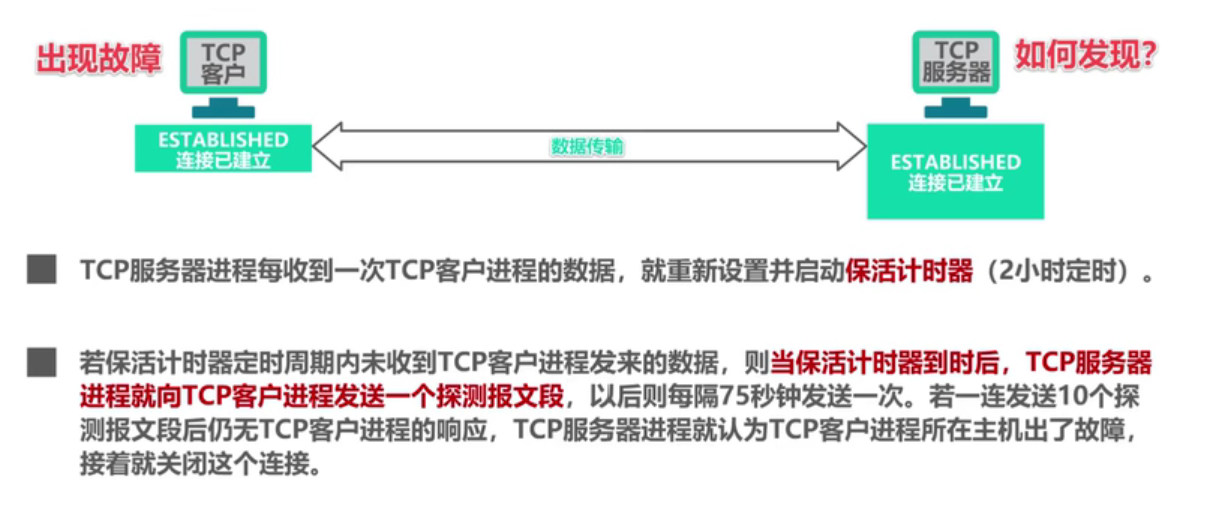 出现故障
TCP
客户
TCP
服务器
如何发现?
ESTABLISHED
连接已建立
数据传输
ESTABLISHED
连接已建立
TCP服务器进程每收到一次TCP客户进程的数据，就重新设置并启动保活计时器（2小时定时）。
若保活计时器定时周期内未收到TCP客户进程发来的数据，则当保活计时器到时后，TCP服务器
进程就向TCP客户进程发送一个探测报文段，以后则每隔75秒钟发送一次。若一连发送10个探
测报文段后仍无TCP客户进程的响应，TCP服务器进程就认为TCP客户进程所在主机出了故障，
接着就关闭这个连接。